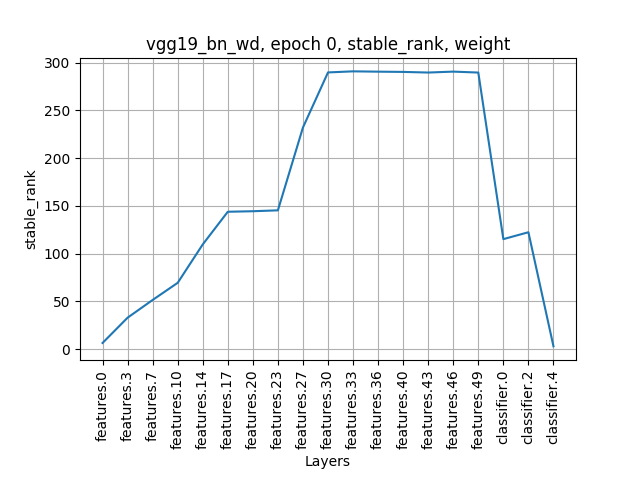 vgg19_bn_wd, epoch 0, stable_rank, weight
300
250
200
150
100
50
0
stable_rank
features.0
features.3
features.7
features.10
features.14
features.17
features.20
features.23
features.27
features.30
features.33
features.36
features.40
features.43
features.46
features.49
classifier.0
classifier.2
classifier.4
Layers